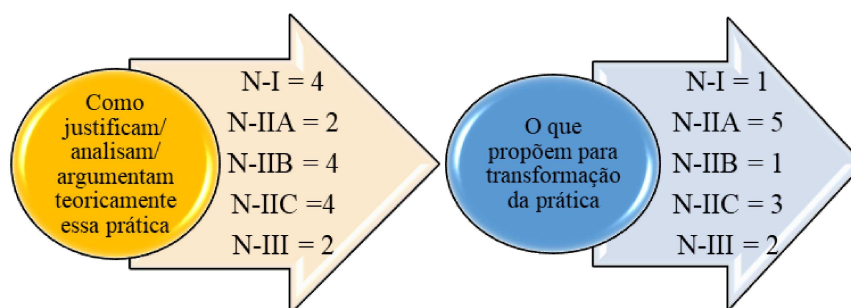 Como
justificam/
analisam/
argumentam
teoricamente
essa prática
N-I = 4
N-IIA = 2
N-IIB = 4
N-IIC =4
N-III = 2
O que
propõem para
transformação
da prática
N-I = 1
N-IIA = 5
N-IIB = 1
N-IIC = 3
N-III = 2